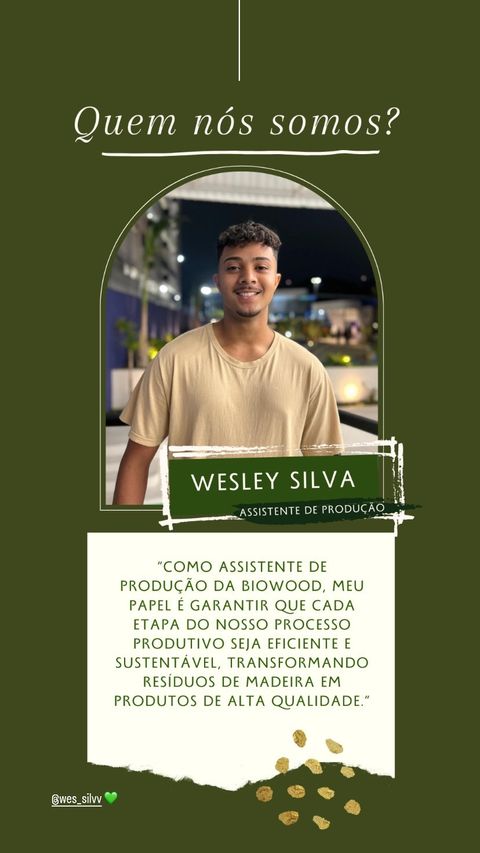 Quem nós somos?
WESLEY SILVA
ASSISTENTE DE PRODUÇÃO
"COMO ASSISTENTE DE
PRODUÇÃO DA BIOWOOD, MEU
PAPEL É GARANTIR QUE CADA
ETAPA DO NOSSO PROCESSO
PRODUTIVO SEJA EFICIENTE E
SUSTENTÁVEL, TRANSFORMANDO
RESÍDUOS DE MADEIRA EM
PRODUTOS DE ALTA QUALIDADE."
@wes_silvv💚